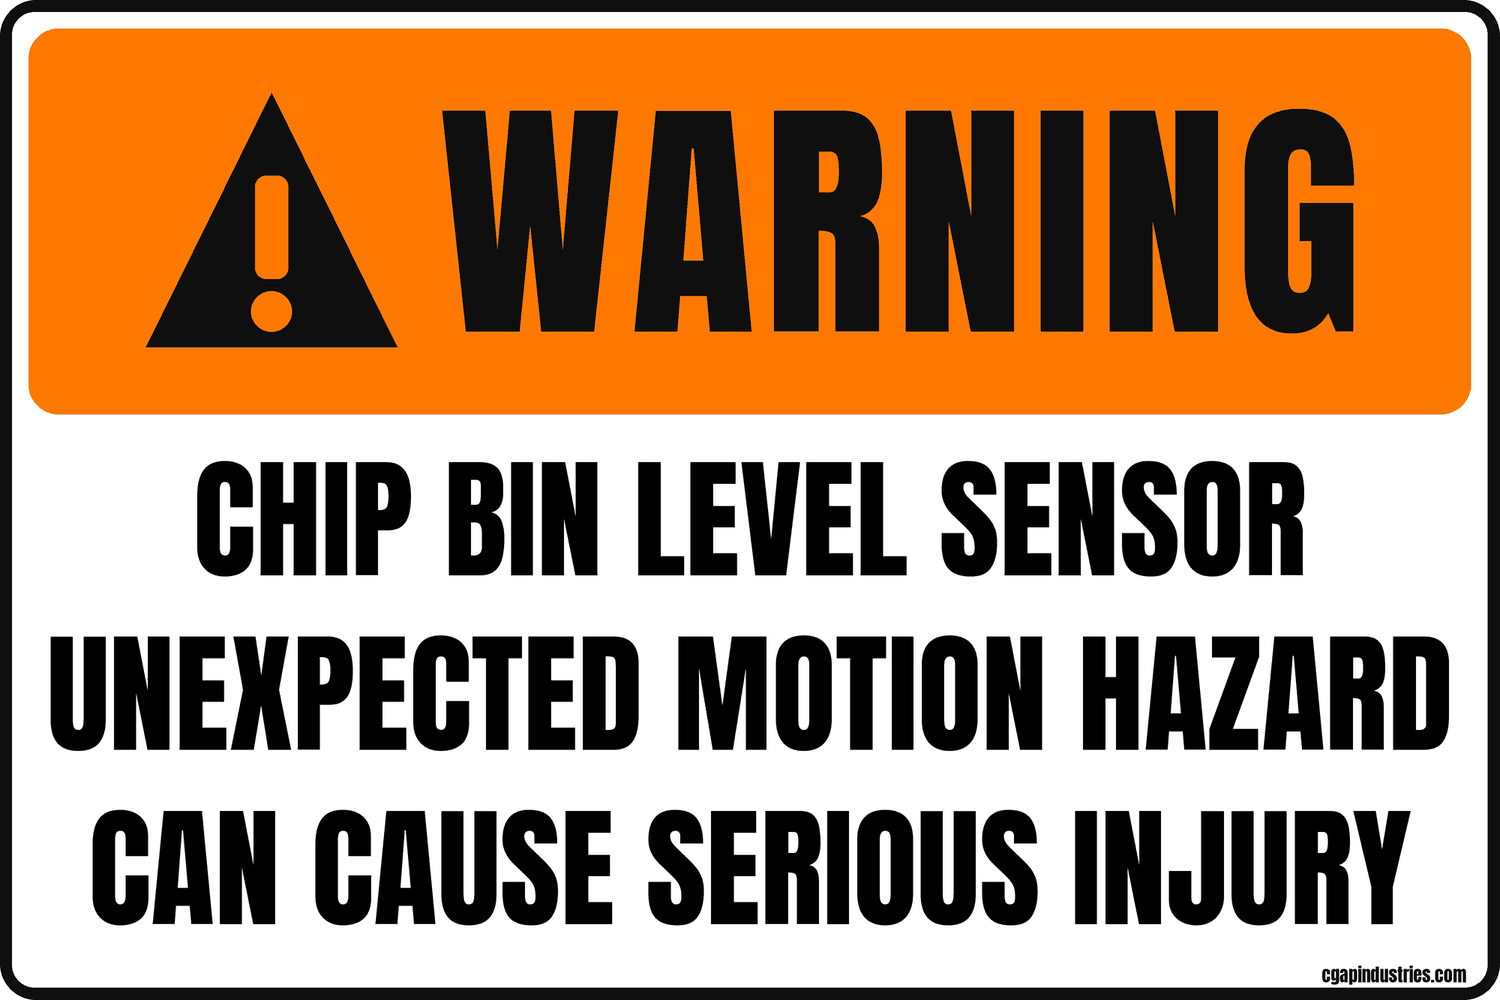 WARNING
CHIP BIN LEVEL SENSOR
UNEXPECTED MOTION HAZARD
CAN CAUSE SERIOUS INJURY
cgapindustries.com